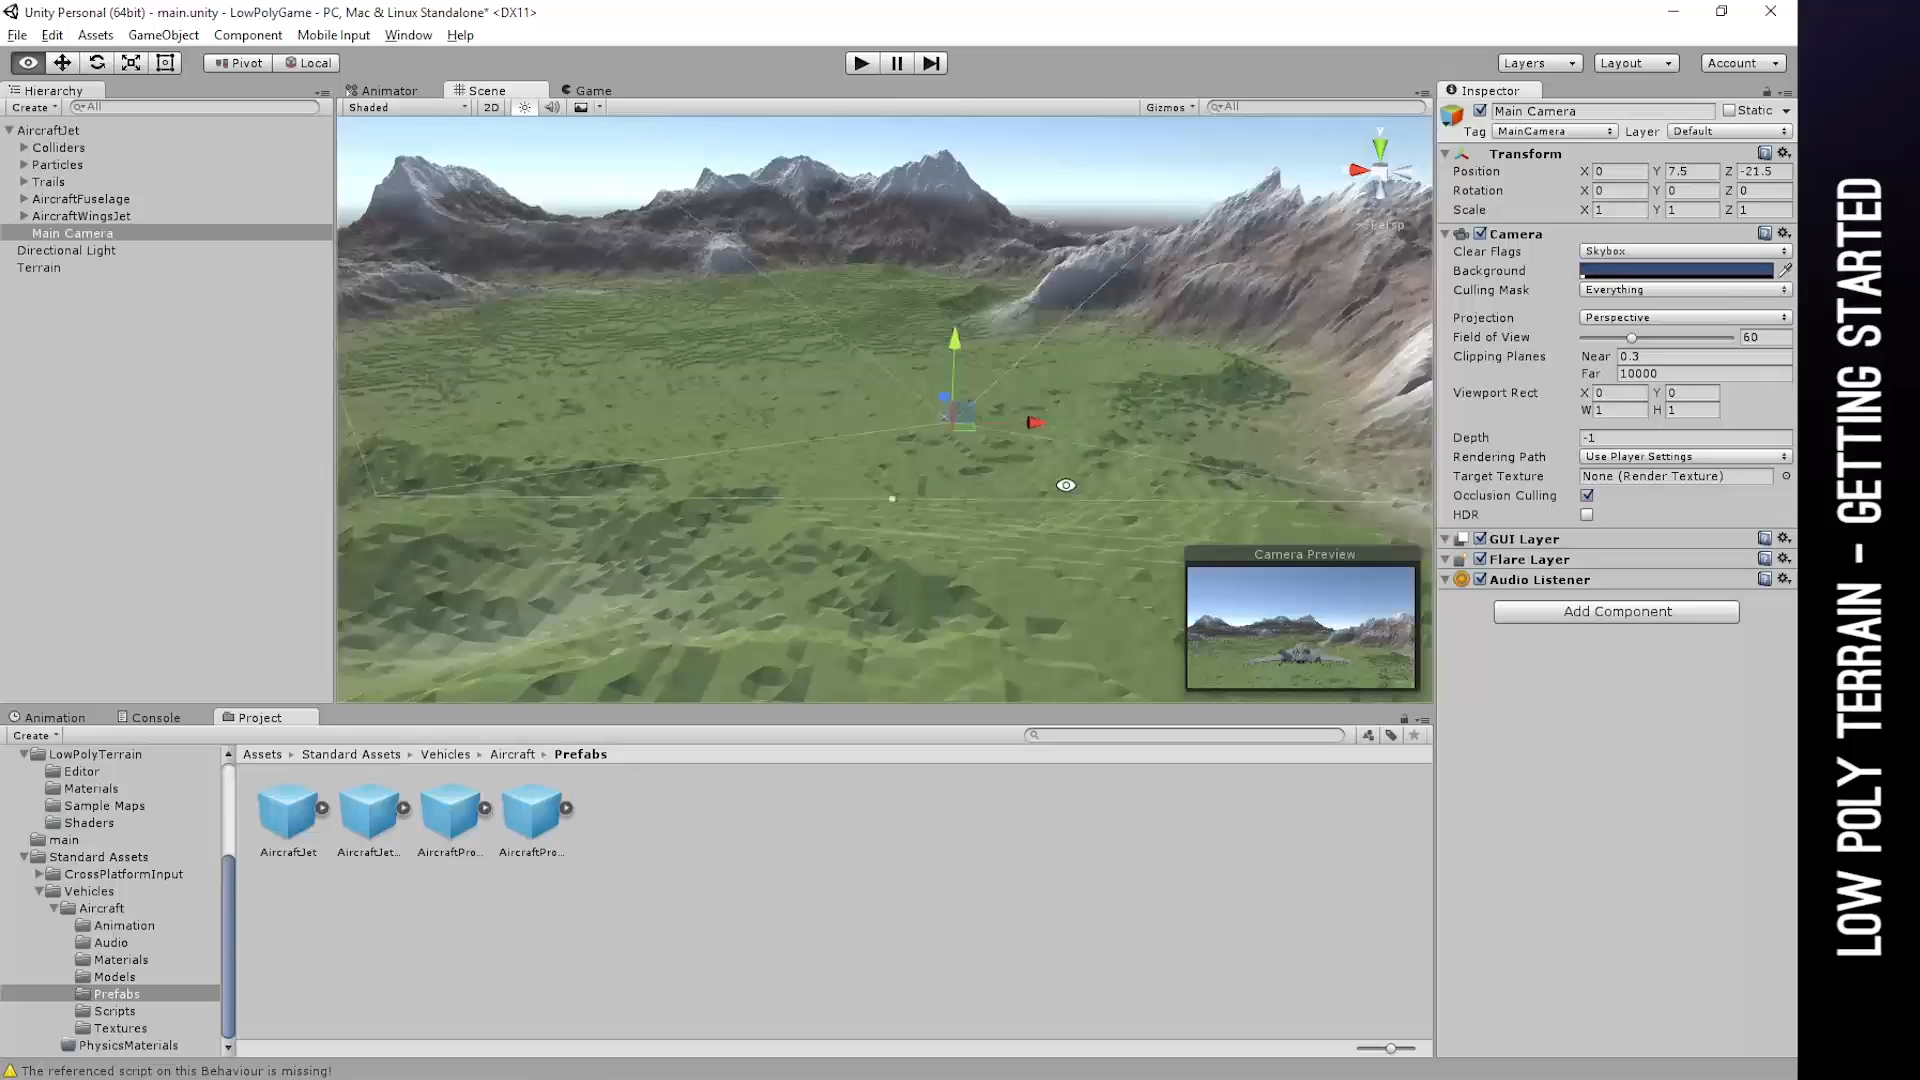 Unity Personal (64bit) - main.unity - LowPolyGame - PC, Mac & Linux Standalone* <DX11>
File Edit Assets GameObject Component Mobile Input Window Help
Pivot Local Layers Layout Account
Hierarchy
Create All
AircraftJet
Colliders
Particles
Trails
AircraftFuselage
AircraftWingsJet
Main Camera
Directional Light
Terrain
Animator Scene Game
Shaded 2D Gizmos All
y
Persp
Camera Preview
Inspector
Main Camera Static
Tag MainCamera Layer Default
Transform
Position X 0 Y 7.5 Z -21.5
Rotation X 0 Y 0 Z 0
Scale X 1 Y 1 Z 1
Camera
Clear Flags Skybox
Background
Culling Mask Everything
Projection Perspective
Field of View 60
Clipping Planes Near 0.3
Far 10000
Viewport Rect X 0 Y 0
W 1 H 1
Depth -1
Rendering Path Use Player Settings
Target Texture None (Render Texture)
Occlusion Culling
HDR
GUI Layer
Flare Layer
Audio Listener
Add Component
Animation Console Project
Create
LowPolyTerrain
Editor
Materials
Sample Maps
Shaders
main
Standard Assets
CrossPlatformInput
Vehicles
Aircraft
Animation
Audio
Materials
Models
Prefabs
Scripts
Textures
PhysicsMaterials
Assets Standard Assets Vehicles Aircraft Prefabs
AircraftJet AircraftJet... AircraftPro... AircraftPro...
The referenced script on this Behaviour is missing!
LOW POLY TERRAIN - GETTING STARTED